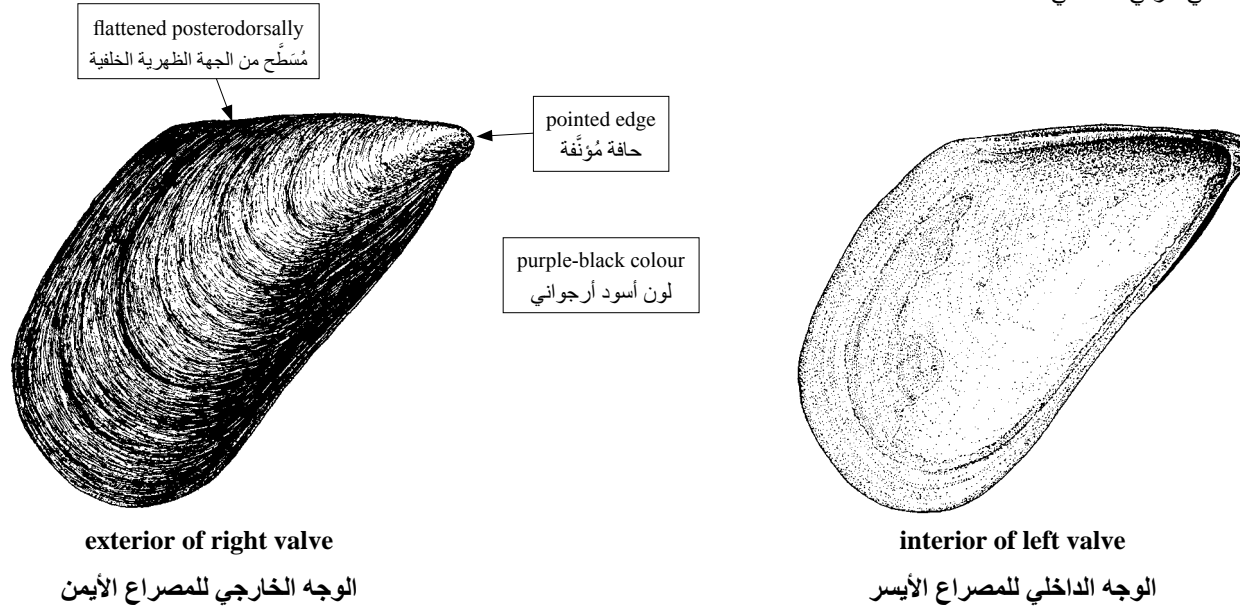 flattened posterodorsally
مُسَطَّح من الجهة الظهرية الخلفية
pointed edge
حافة مُؤنَّفة
purple-black colour
لون أسود أرجواني
exterior of right valve
الوجه الخارجي للمصراع الأيمن
interior of left valve
الوجه الداخلي للمصراع الأيسر